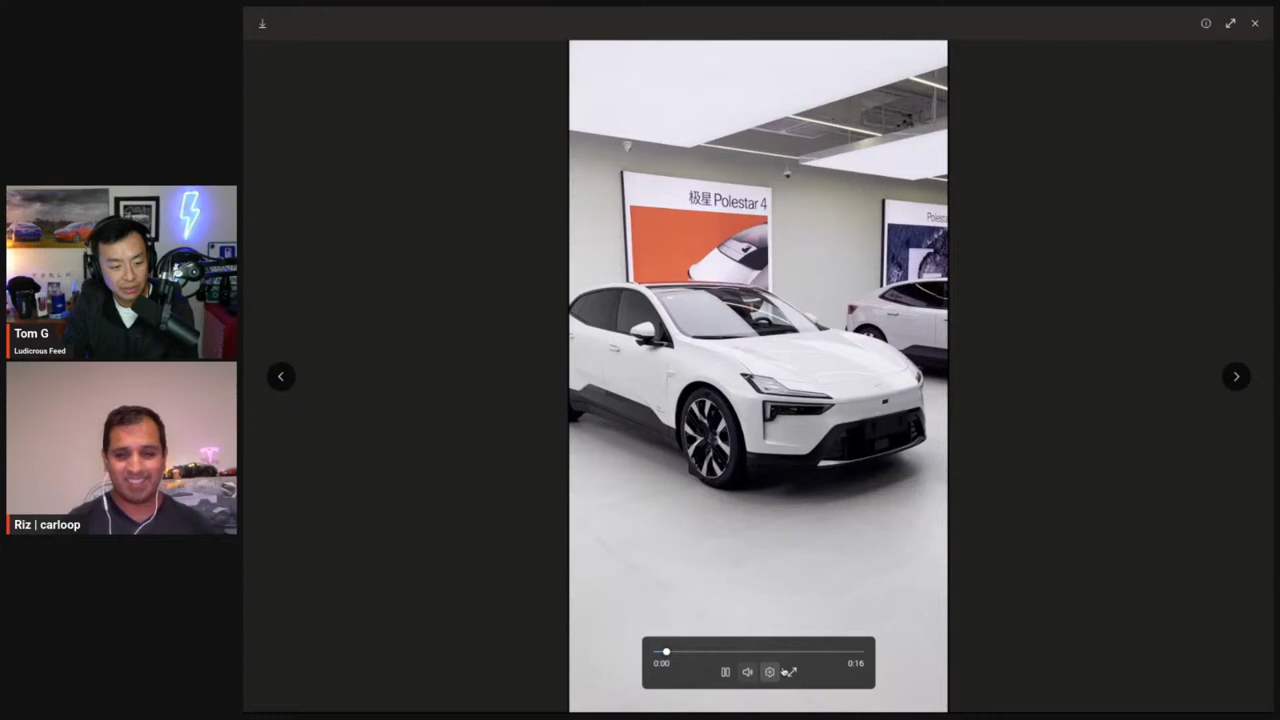 极星 Polestar 4
Tom G
Ludicrous Feed
Riz | carloop
0:00
0:16